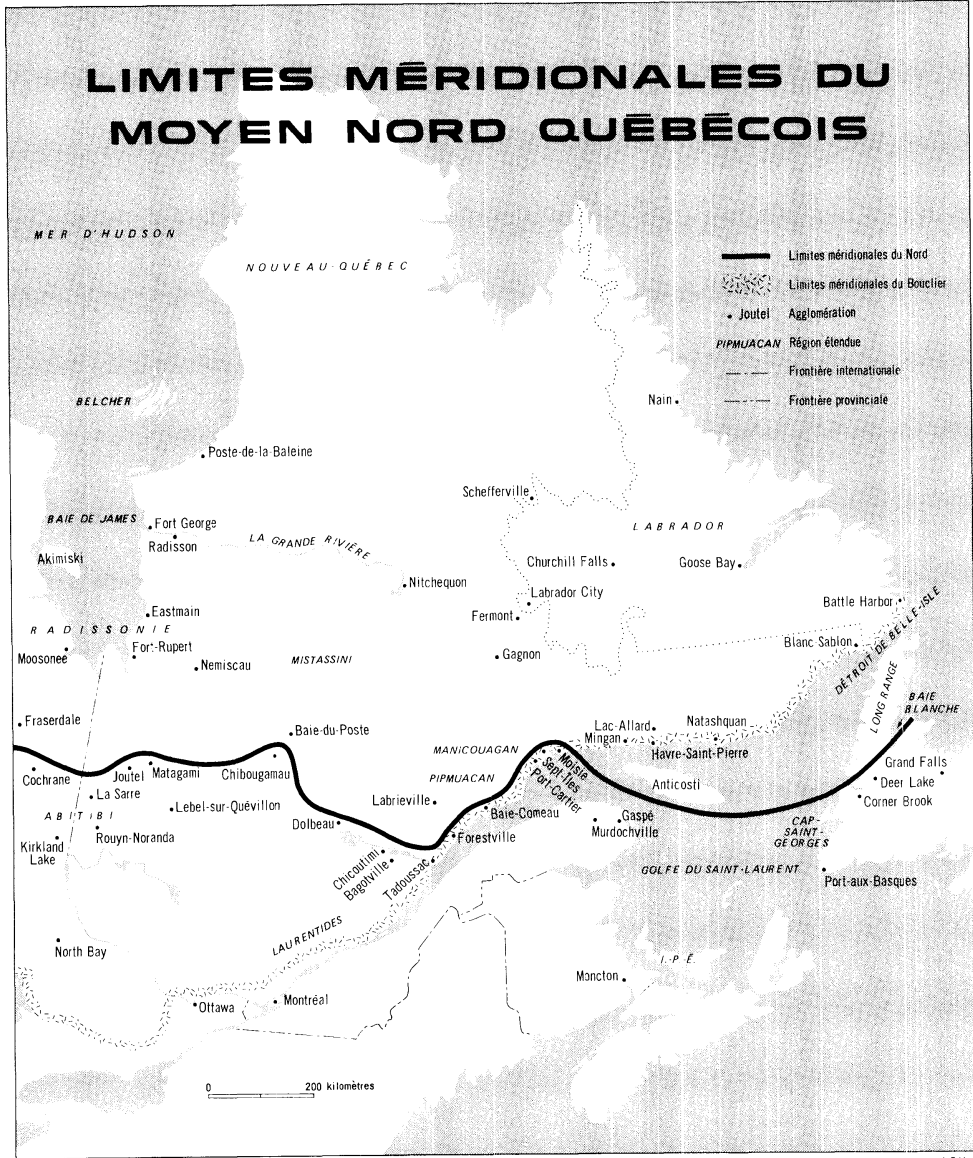 LIMITES MÉRIDIONALES DU
MOYEN NORD QUÉBÉCOIS
MER D'HUDSON
NOUVEAU-QUÉBEC
Limites méridionales du Nord
Limites méridionales du Bouclier
Joutel Agglomération
PIPMUACAN Région étendue
Frontière internationale
Frontière provinciale
BELCHER
Nain
Poste-de-la-Baleine
Schefferville
BAIE DE JAMES
Fort George
Radisson
LA GRANDE RIVIÈRE
LABRADOR
Akimiski
Nitchequon
Churchill Falls
Goose Bay
Labrador City
Fermont
Eastmain
Battle Harbor
RADISSONIE
Moosonee
Fort-Rupert
Nemiscau
MISTASSINI
Gagnon
Blanc-Sablon
DÉTROIT DE BELLE-ISLE
LONG RANGE
BAIE
BLANCHE
Fraserdale
Baie-du-Poste
Lac-Allard
Natashquan
Mingan
Havre-Saint-Pierre
MANICOUAGAN
Moisie
Sept-Iles
Port-Cartier
PIPMUACAN
Cochrane
Joutel
Matagami
Chibougamau
Grand Falls
Deer Lake
Corner Brook
Anticosti
La Sarre
Lebel-sur-Quévillon
Labrieville
Baie-Comeau
ABITIBI
Rouyn-Noranda
Dolbeau
Forestville
Gaspé
Murdochville
CAP-
SAINT-
GEORGES
Kirkland
Lake
Chicoutimi
Bagotville
Tadoussac
GOLFE DU SAINT-LAURENT
Port-aux-Basques
LAURENTIDES
North Bay
I.-P.-É.
Moncton
Ottawa
Montréal
0 200 kilomètres